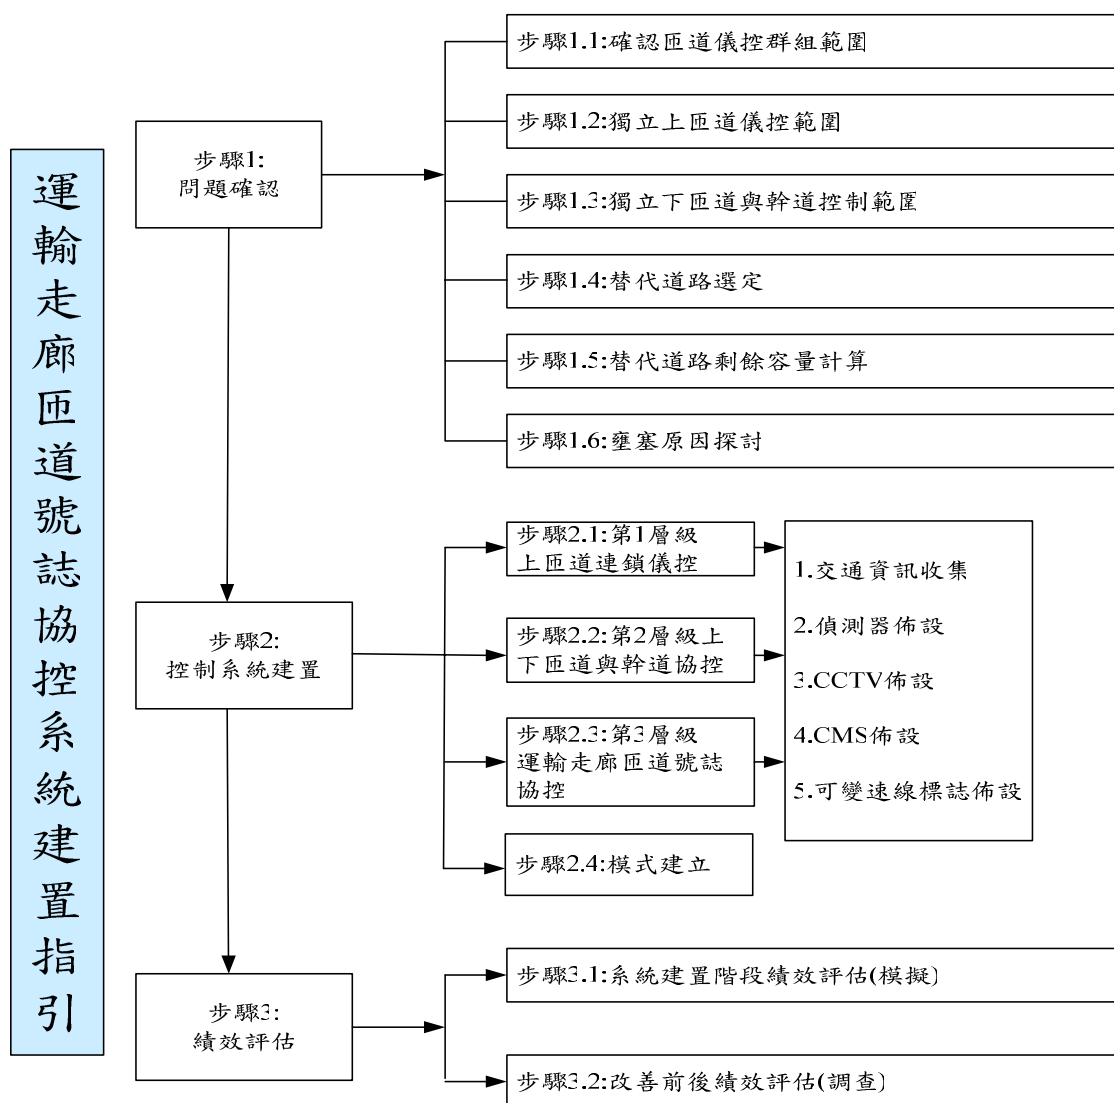 運輸走廊匝道號誌協控系統建置指引
步驟1:
問題確認
步驟1.1:確認匝道儀控群組範圍
步驟1.2:獨立上匝道儀控範圍
步驟1.3:獨立下匝道與幹道控制範圍
步驟1.4:替代道路選定
步驟1.5:替代道路剩餘容量計算
步驟1.6:壅塞原因探討
步驟2:
控制系統建置
步驟2.1:第1層級
上匝道連鎖儀控
步驟2.2:第2層級上
下匝道與幹道協控
步驟2.3:第3層級
運輸走廊匝道號誌
協控
步驟2.4:模式建立
1.交通資訊收集
2.偵測器佈設
3.CCTV佈設
4.CMS佈設
5.可變速線標誌佈設
步驟3:
績效評估
步驟3.1:系統建置階段績效評估(模擬)
步驟3.2:改善前後績效評估(調查)